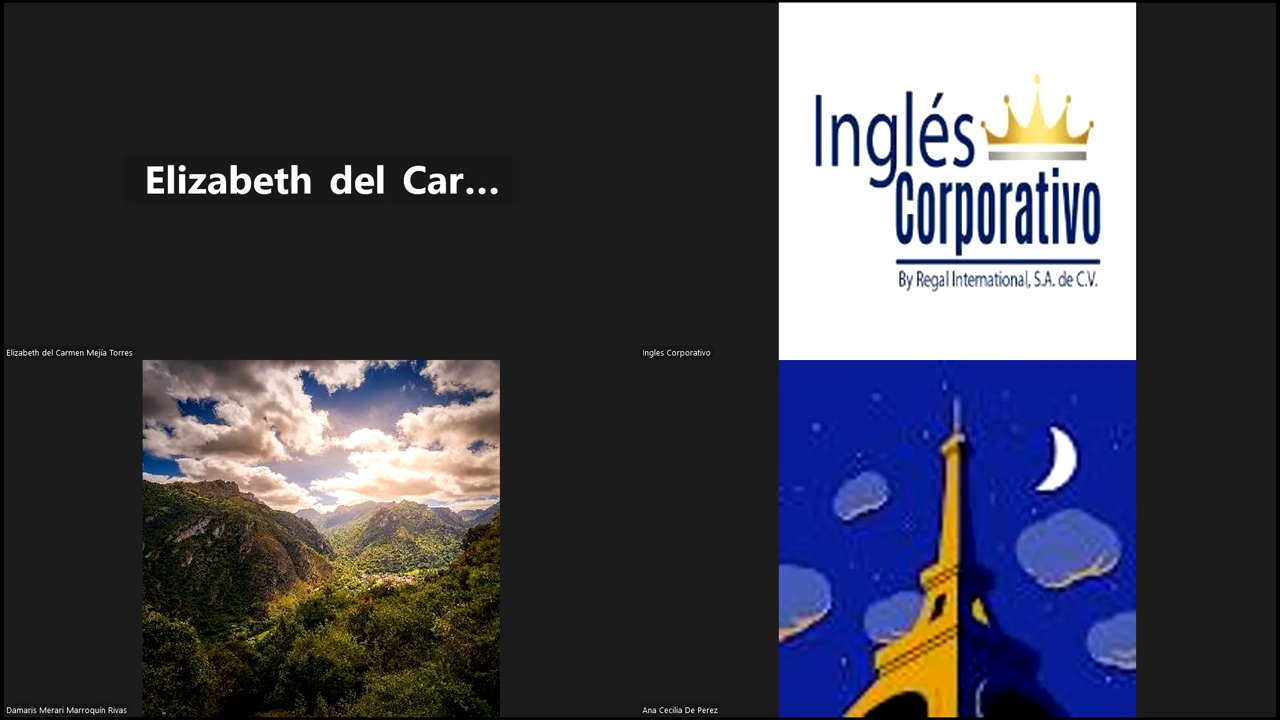 Elizabeth del Car...
Inglés
Corporativo
By Regal International, S.A. de C.V.
Elizabeth del Carmen Mejía Torres
Ingles Corporativo
Damaris Merari Marroquín Rivas
Ana Cecilia De Perez